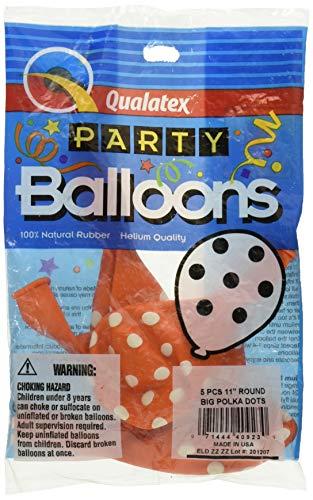 Qualatex®
PARTY
Balloons
100% Natural Rubber Helium Quality
WARNING:
CHOKING HAZARD
Children under 8 years
can choke or suffocate on
uninflated or broken balloons.
Adult supervision required.
Keep uninflated balloons
from children. Discard broken
balloons at once.
5 PCS 11" ROUND
BIG POLKA DOTS
71444 40923
MADE IN USA
ELD ZZ ZZ Lot #: 201207